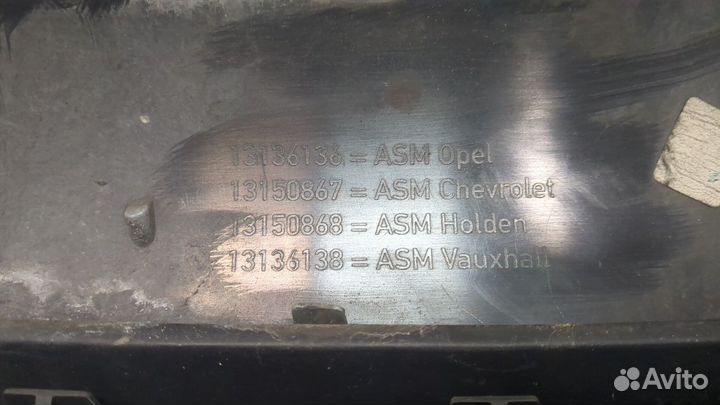 13136136 = ASM Opel
13150867 = ASM Chevrolet
13150868 = ASM Holden
13136138 = ASM Vauxhall
Avito